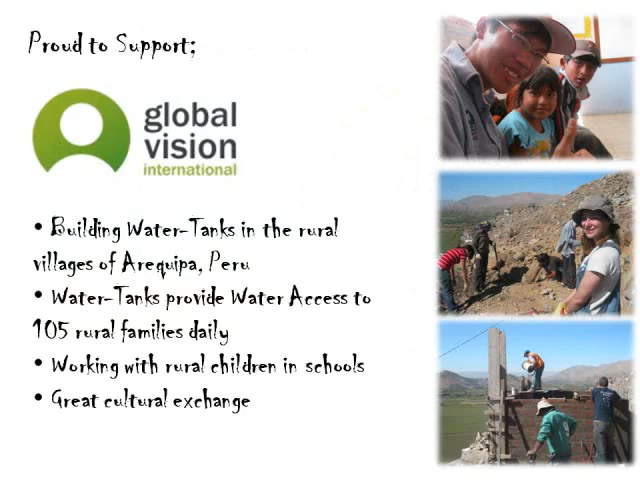 Proud to Support;
global
vision
international
• Building Water-Tanks in the rural
villages of Arequipa, Peru
• Water-Tanks provide Water Access to
105 rural families daily
• Working with rural children in schools
• Great cultural exchange